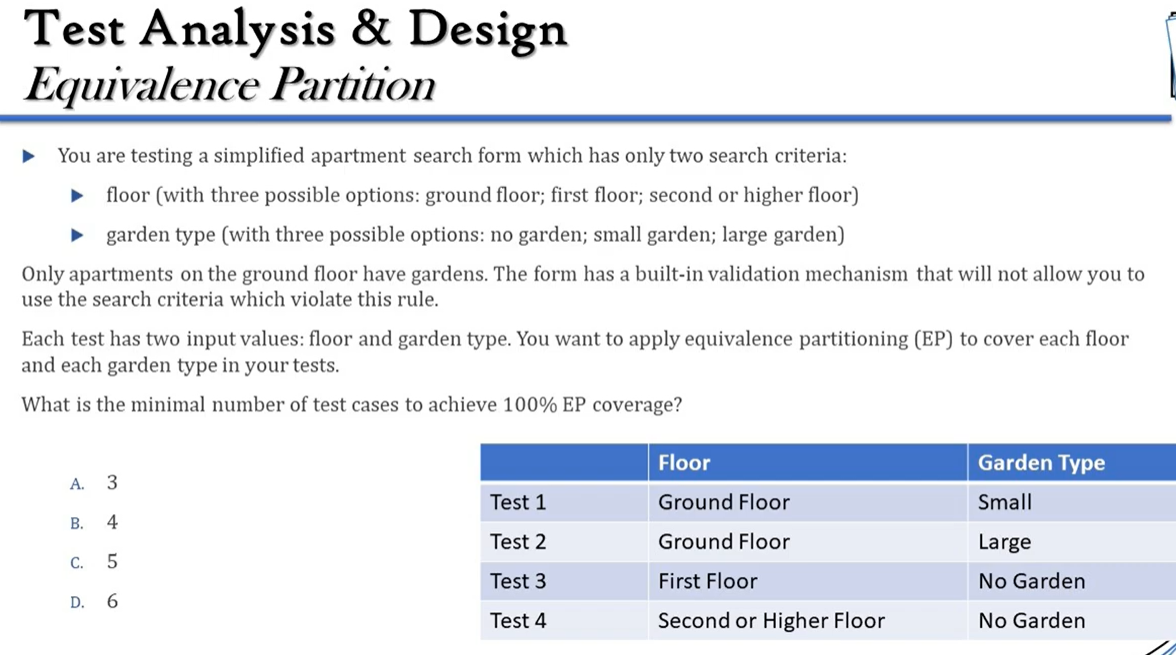 Test Analysis & Design
Equivalence Partition
You are testing a simplified apartment search form which has only two search criteria:
floor (with three possible options: ground floor; first floor; second or higher floor)
garden type (with three possible options: no garden; small garden; large garden)
Only apartments on the ground floor have gardens. The form has a built-in validation mechanism that will not allow you to
use the search criteria which violate this rule.
Each test has two input values: floor and garden type. You want to apply equivalence partitioning (EP) to cover each floor
and each garden type in your tests.
What is the minimal number of test cases to achieve 100% EP coverage?
A. 3
B. 4
C. 5
D. 6
Floor Garden Type
Test 1 Ground Floor Small
Test 2 Ground Floor Large
Test 3 First Floor No Garden
Test 4 Second or Higher Floor No Garden